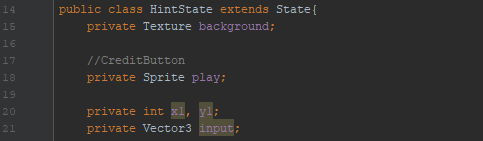 14 public class HintState extends State{
15 private Texture background;
16
17 //CreditButton
18 private Sprite play;
19
20 private int x1, y1;
21 private Vector3 input;